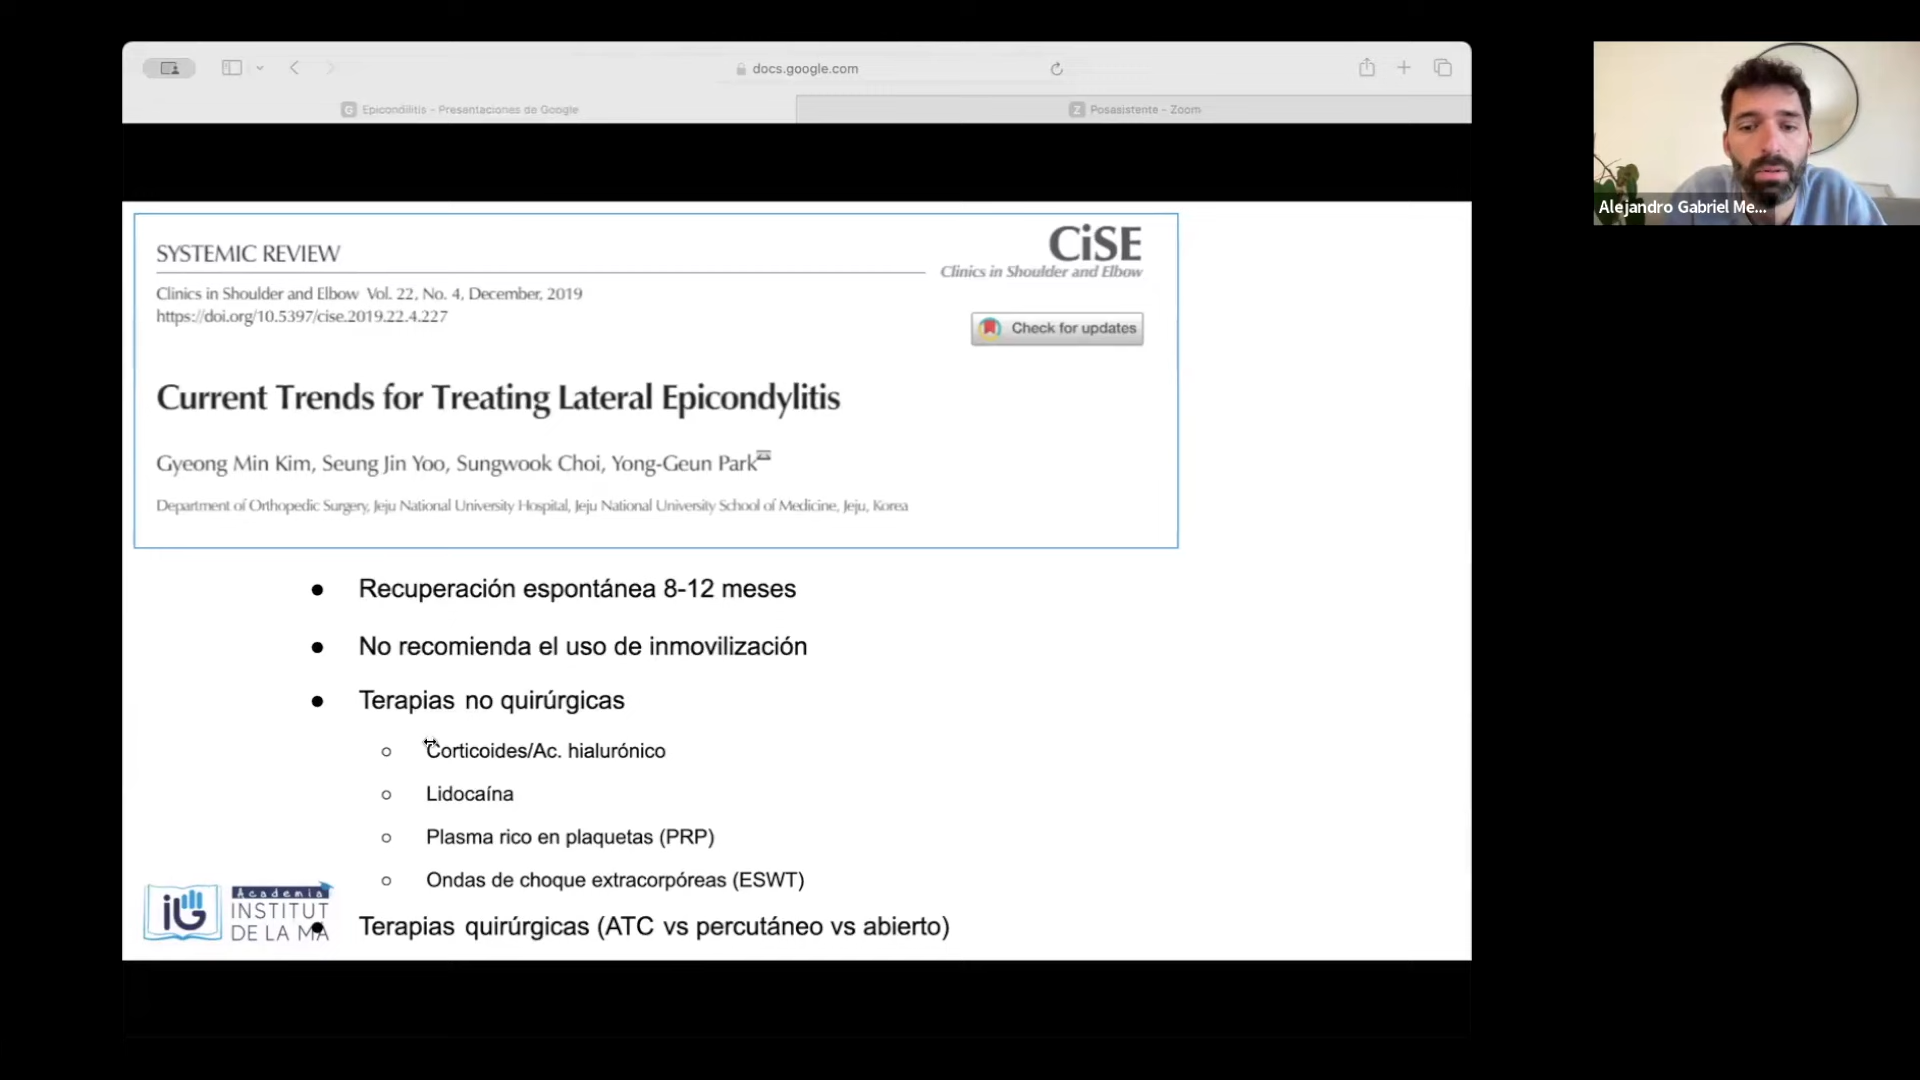 docs.google.com
Epicondilitis – Presentaciones de Google
Posasistente - Zoom
SYSTEMIC REVIEW
CiSE
Clinics in Shoulder and Elbow
Clinics in Shoulder and Elbow Vol. 22, No. 4, December, 2019
https://doi.org/10.5397/cise.2019.22.4.227
Check for updates
Current Trends for Treating Lateral Epicondylitis
Gyeong Min Kim, Seung Jin Yoo, Sungwook Choi, Yong-Geun Park
Department of Orthopedic Surgery, Jeju National University Hospital, Jeju National University School of Medicine, Jeju, Korea
● Recuperación espontánea 8-12 meses
● No recomienda el uso de inmovilización
● Terapias no quirúrgicas
○ Corticoides/Ac. hialurónico
○ Lidocaína
○ Plasma rico en plaquetas (PRP)
○ Ondas de choque extracorpóreas (ESWT)
● Terapias quirúrgicas (ATC vs percutáneo vs abierto)
Academia
INSTITUT
DE LA MÀ
Alejandro Gabriel Me...